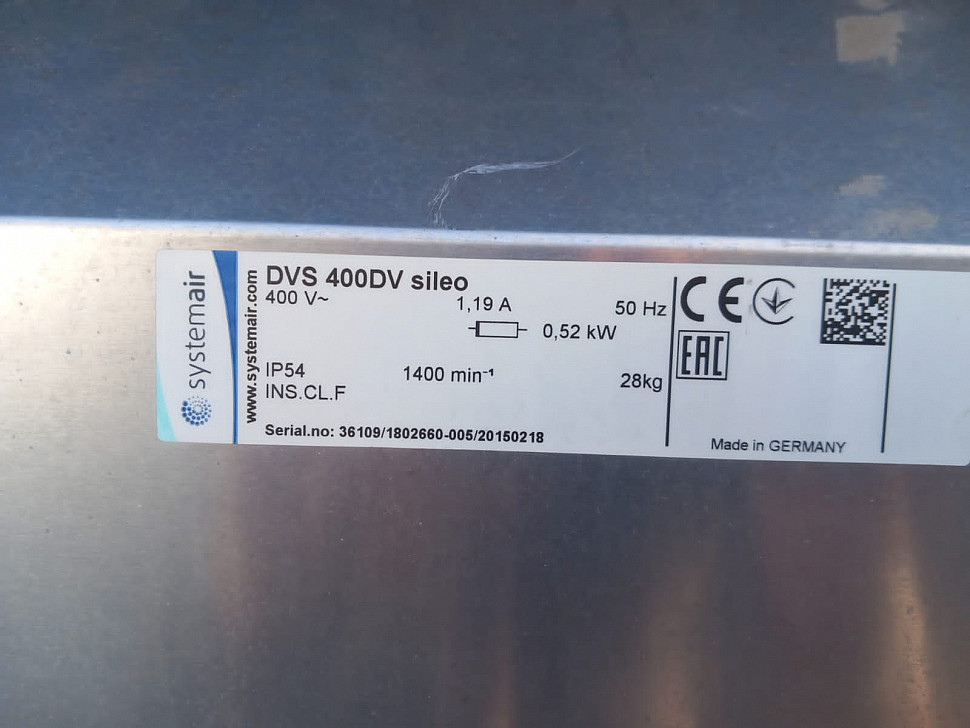 systemair
www.systemair.com
DVS 400DV sileo
400 V~ 1,19 A 50 Hz
0,52 kW
IP54 1400 min⁻¹ 28kg
INS.CL.F
Serial.no: 36109/1802660-005/20150218
CE
EAC
Made in GERMANY